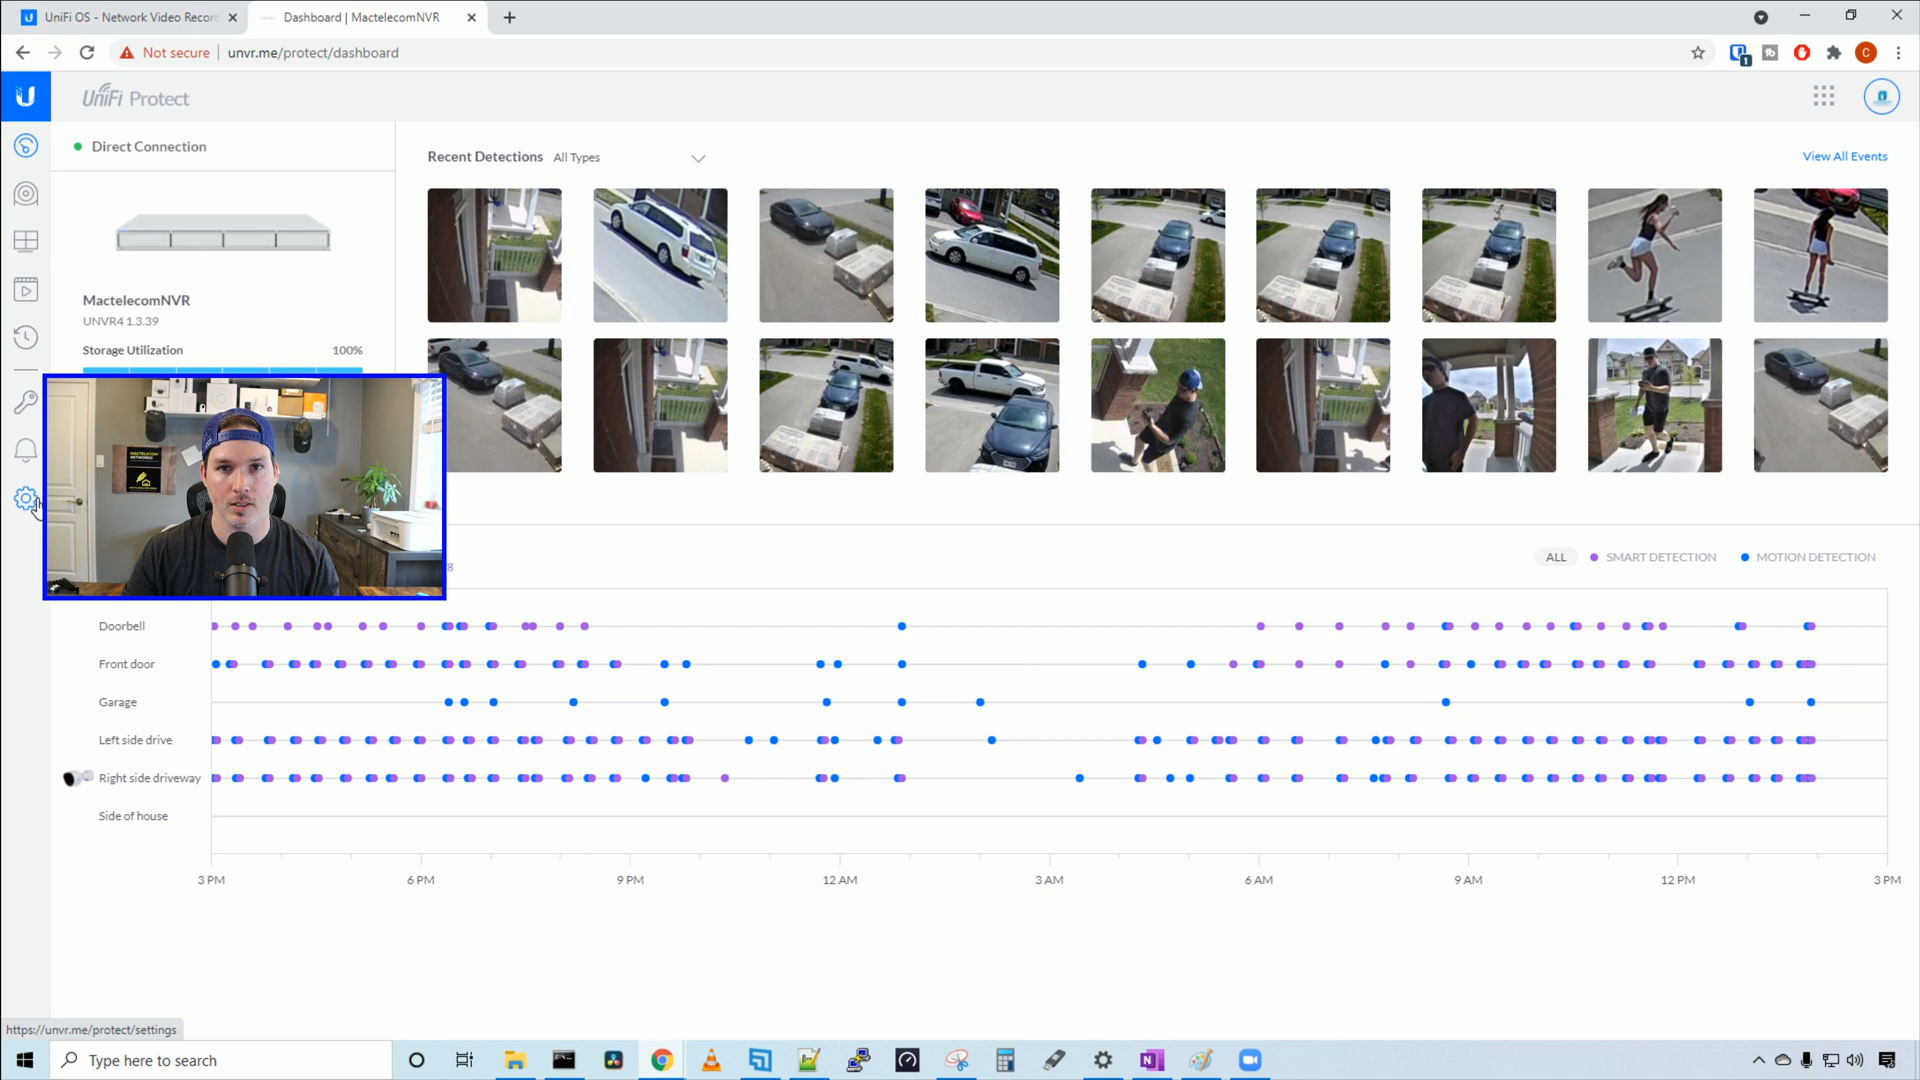 UniFi OS - Network Video Recor
Dashboard | MactelecomNVR
Not secure
unvr.me/protect/dashboard
1
C
UniFi Protect
Direct Connection
Recent Detections
All Types
View All Events
MactelecomNVR
UNVR4 1.3.39
Storage Utilization
100%
MACTELECOM
NETWORKS
ALL
SMART DETECTION
MOTION DETECTION
Doorbell
Front door
Garage
Left side drive
Right side driveway
Side of house
3 PM
6 PM
9 PM
12 AM
3 AM
6 AM
9 AM
12 PM
3 PM
https://unvr.me/protect/settings
Type here to search